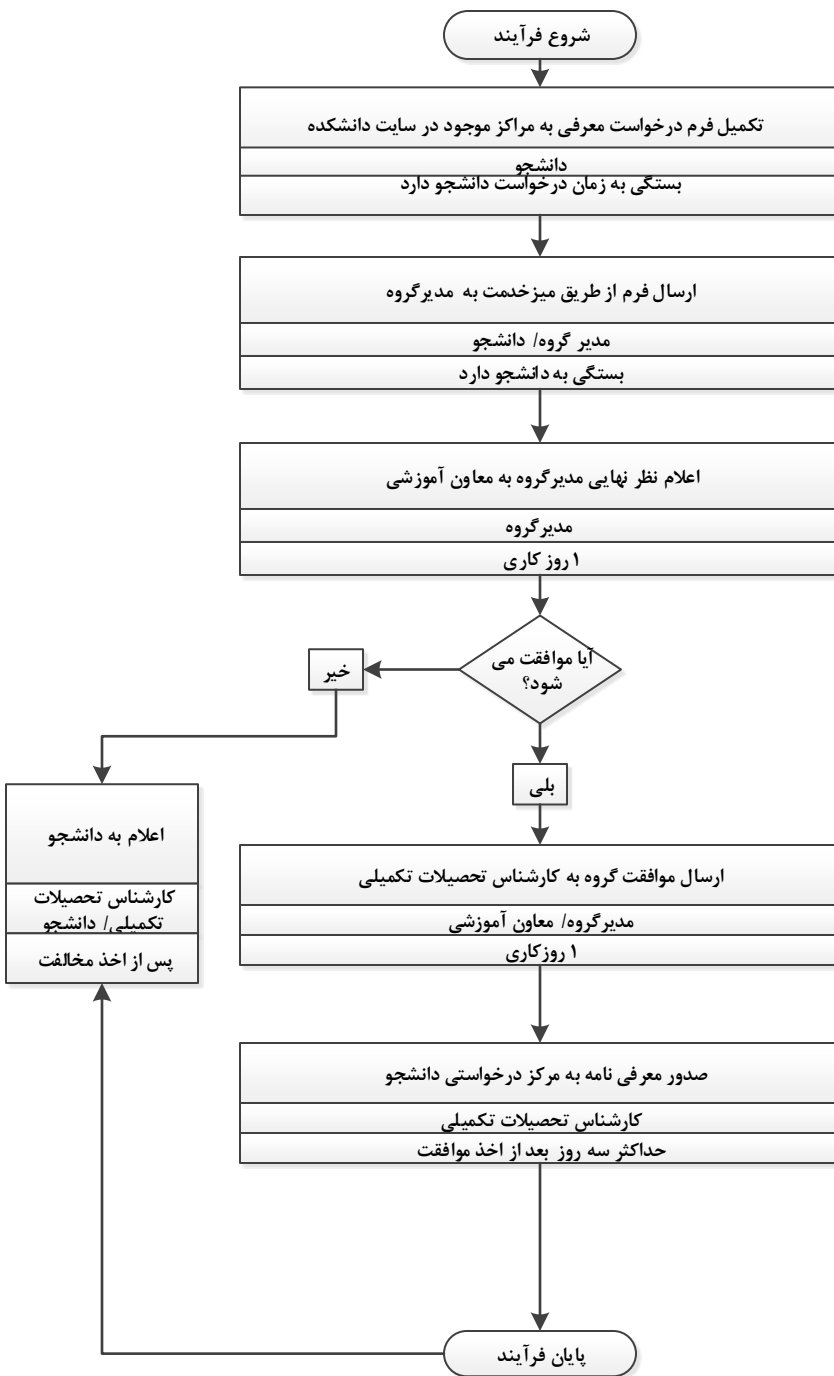 شروع فرآیند
تکمیل فرم درخواست معرفی به مراکز موجود در سایت دانشکده
دانشجو
بستگی به زمان درخواست دانشجو دارد
ارسال فرم از طریق میزخدمت به مدیرگروه
مدیر گروه/ دانشجو
بستگی به دانشجو دارد
اعلام نظر نهایی مدیرگروه به معاون آموزشی
مدیرگروه
۱ روز کاری
آیا موافقت می
شود؟
خیر
بلی
اعلام به دانشجو
کارشناس تحصیلات
تکمیلی/ دانشجو
پس از اخذ مخالفت
ارسال موافقت گروه به کارشناس تحصیلات تکمیلی
مدیرگروه/ معاون آموزشی
۱ روزکاری
صدور معرفی نامه به مرکز درخواستی دانشجو
کارشناس تحصیلات تکمیلی
حداکثر سه روز بعد از اخذ موافقت
پایان فرآیند